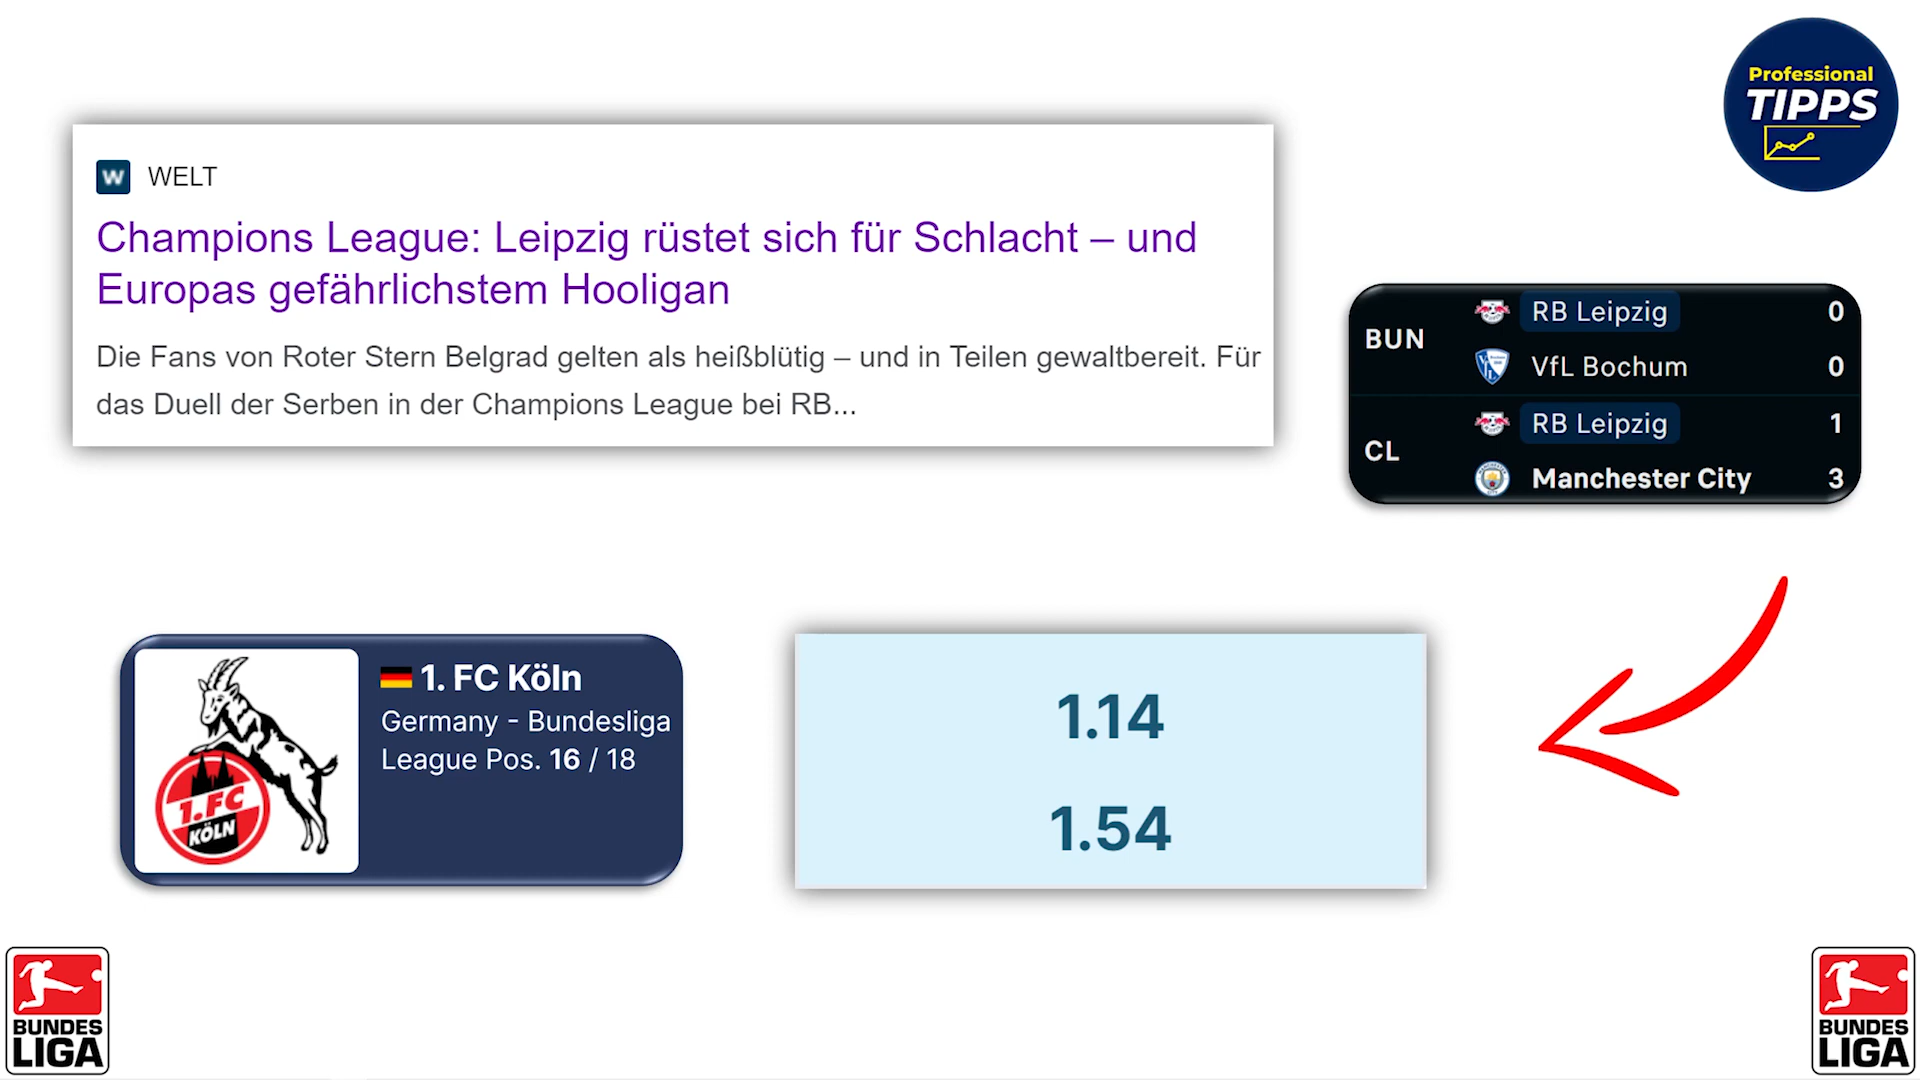 Professional
TIPPS
W WELT
Champions League: Leipzig rüstet sich für Schlacht – und
Europas gefährlichstem Hooligan
Die Fans von Roter Stern Belgrad gelten als heißblütig – und in Teilen gewaltbereit. Für
das Duell der Serben in der Champions League bei RB...
BUN
RB Leipzig 0
VfL Bochum 0
CL
RB Leipzig 1
Manchester City 3
1. FC Köln
Germany - Bundesliga
League Pos. 16 / 18
1.FC
KÖLN
1.14
1.54
BUNDES
LIGA
BUNDES
LIGA